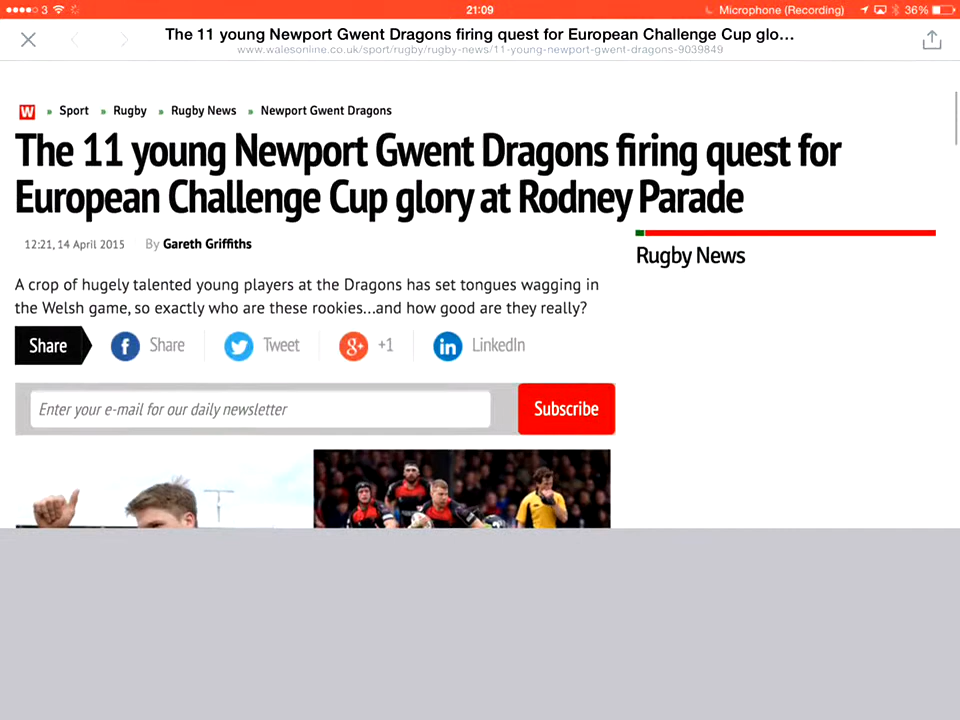 3 21:09 Microphone (Recording) 36%
The 11 young Newport Gwent Dragons firing quest for European Challenge Cup glo...
www.walesonline.co.uk/sport/rugby/rugby-news/11-young-newport-gwent-dragons-9039849
W » Sport » Rugby » Rugby News » Newport Gwent Dragons
The 11 young Newport Gwent Dragons firing quest for
European Challenge Cup glory at Rodney Parade
12:21, 14 April 2015 By Gareth Griffiths
Rugby News
A crop of hugely talented young players at the Dragons has set tongues wagging in
the Welsh game, so exactly who are these rookies...and how good are they really?
Share f Share Tweet g+ +1 in LinkedIn
Enter your e-mail for our daily newsletter Subscribe